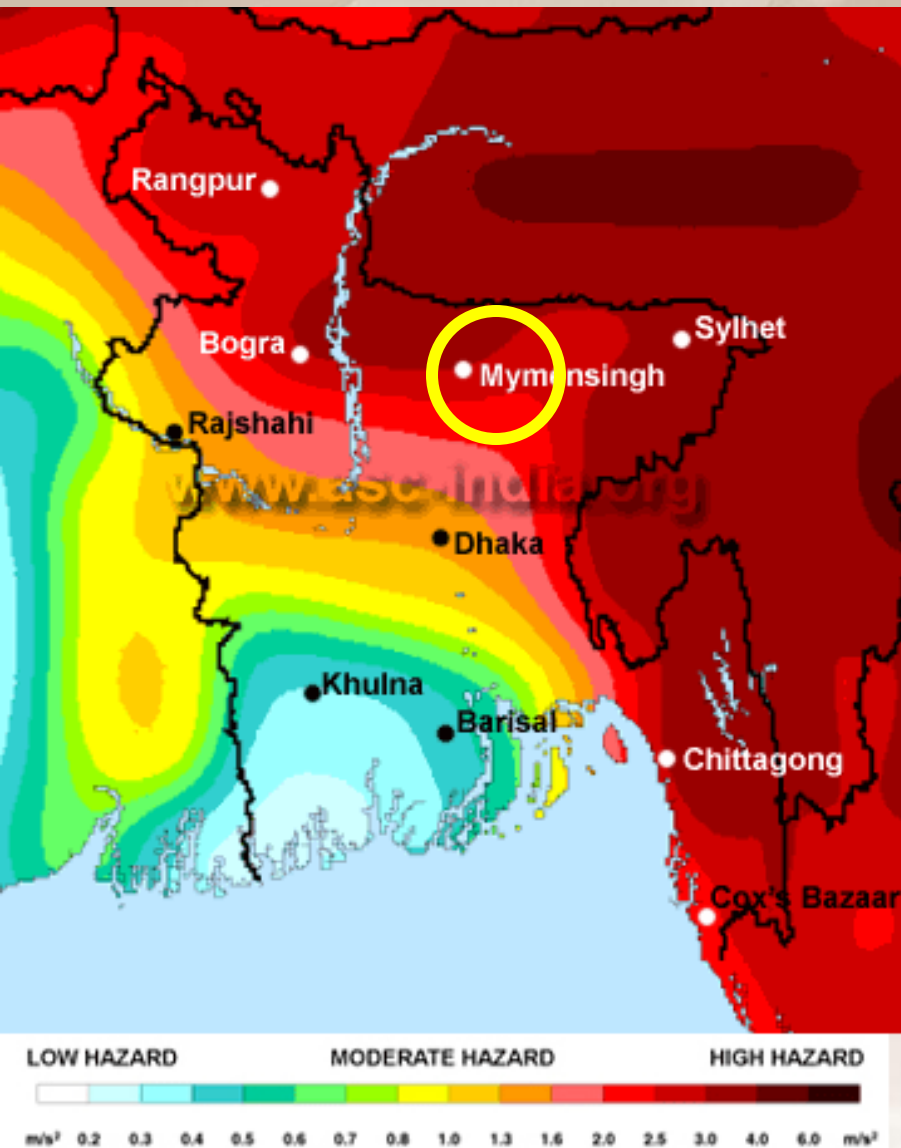 Rangpur
Sylhet
Bogra
Mymensingh
Rajshahi
www.asc-india.org
Dhaka
Khulna
Barisal
Chittagong
Cox's Bazaar
LOW HAZARD MODERATE HAZARD HIGH HAZARD
m/s² 0.2 0.3 0.4 0.5 0.6 0.7 0.8 1.0 1.3 1.6 2.0 2.5 3.0 4.0 6.0 m/s²